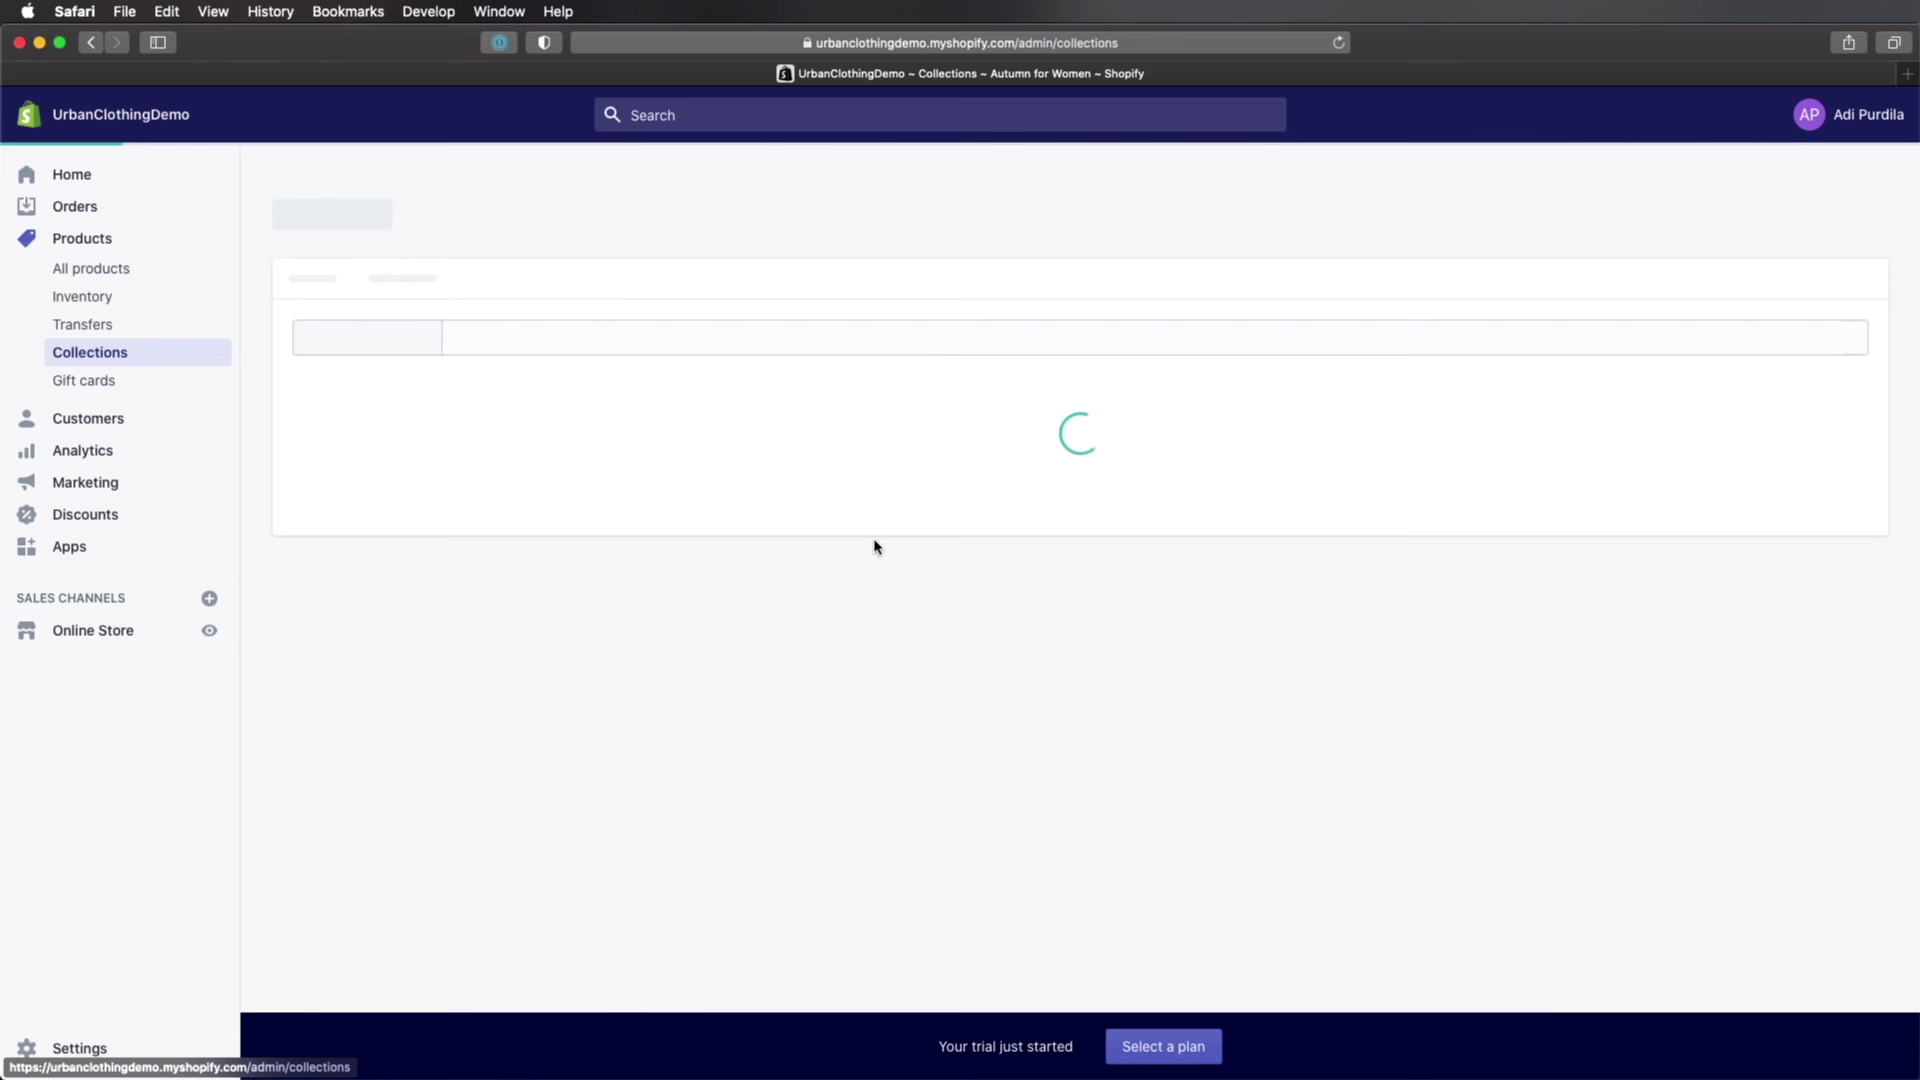 Safari File Edit View History Bookmarks Develop Window Help
urbanclothingdemo.myshopify.com/admin/collections
UrbanClothingDemo ~ Collections ~ Autumn for Women ~ Shopify
UrbanClothingDemo
Search
AP Adi Purdila
Home
Orders
Products
All products
Inventory
Transfers
Collections
Gift cards
Customers
Analytics
Marketing
Discounts
Apps
SALES CHANNELS
Online Store
Settings
Your trial just started
Select a plan
https://urbanclothingdemo.myshopify.com/admin/collections